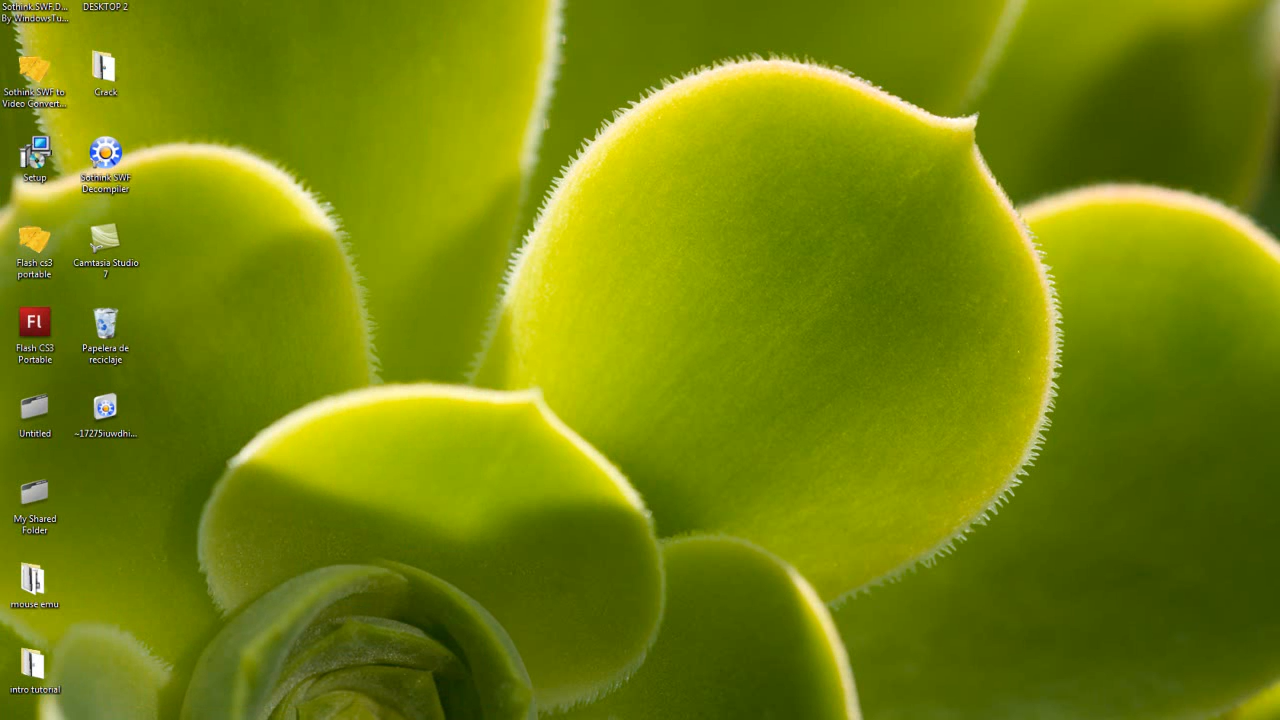 Sothink.SWF.D...
By WindowsTu...
Sothink SWF to
Video Convert...
Setup
Flash cs3
portable
Fl
Flash CS3
Portable
Untitled
My Shared
Folder
mouse emu
intro tutorial
DESKTOP 2
Crack
Sothink SWF
Decompiler
Camtasia Studio
7
Papelera de
reciclaje
~17275iuwdhi...